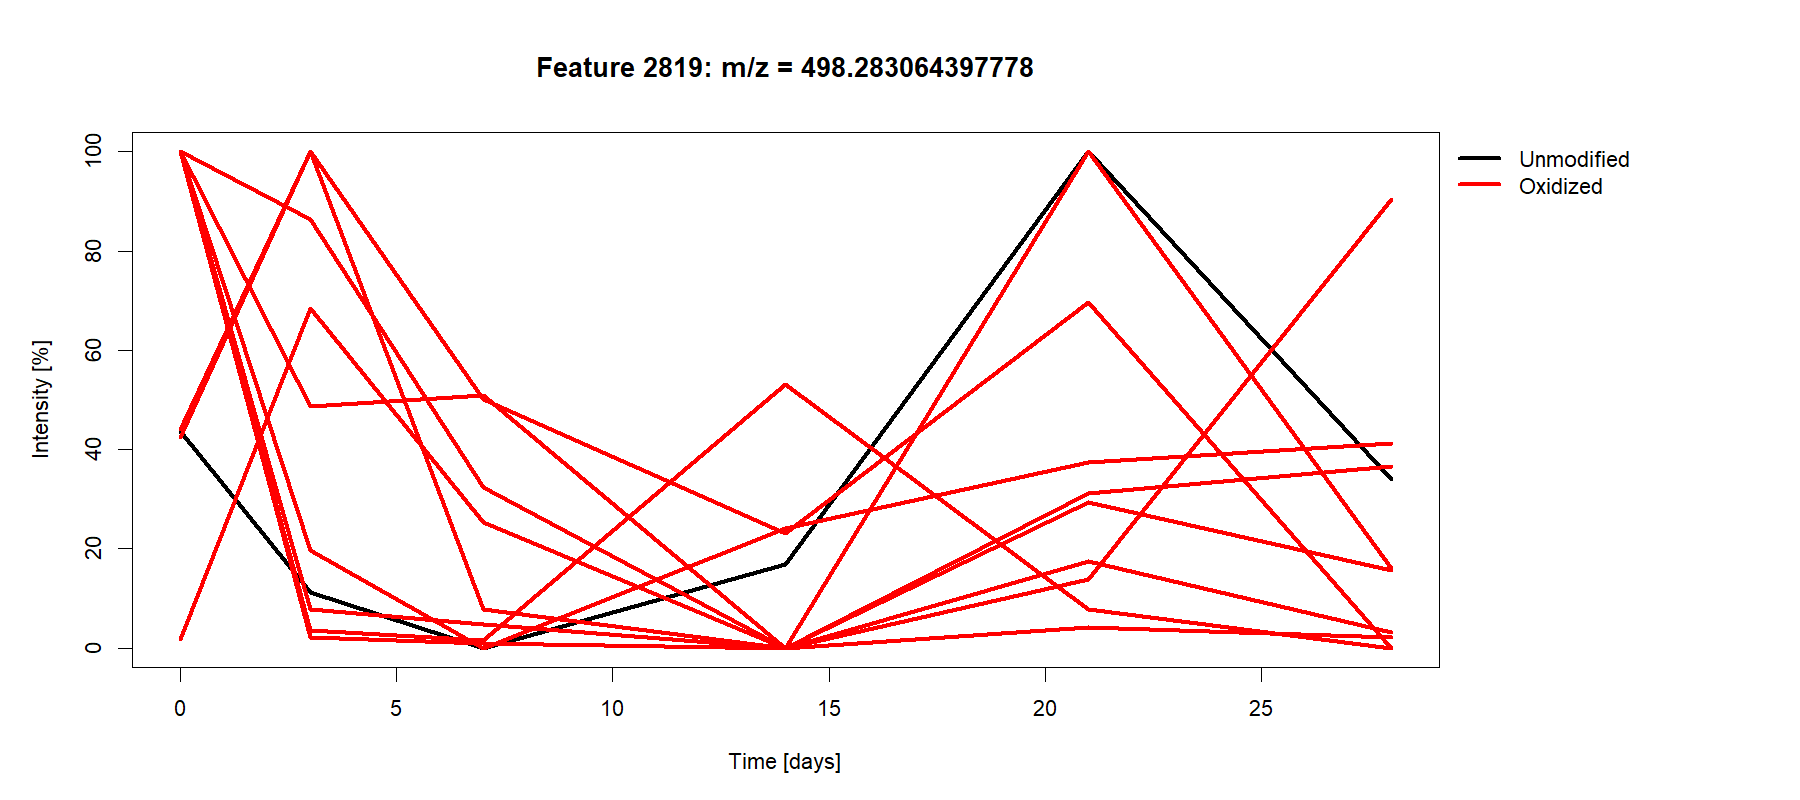 Feature 2819: m/z = 498.283064397778
Unmodified
Oxidized
100
80
60
40
20
0
Intensity [%]
0 5 10 15 20 25
Time [days]